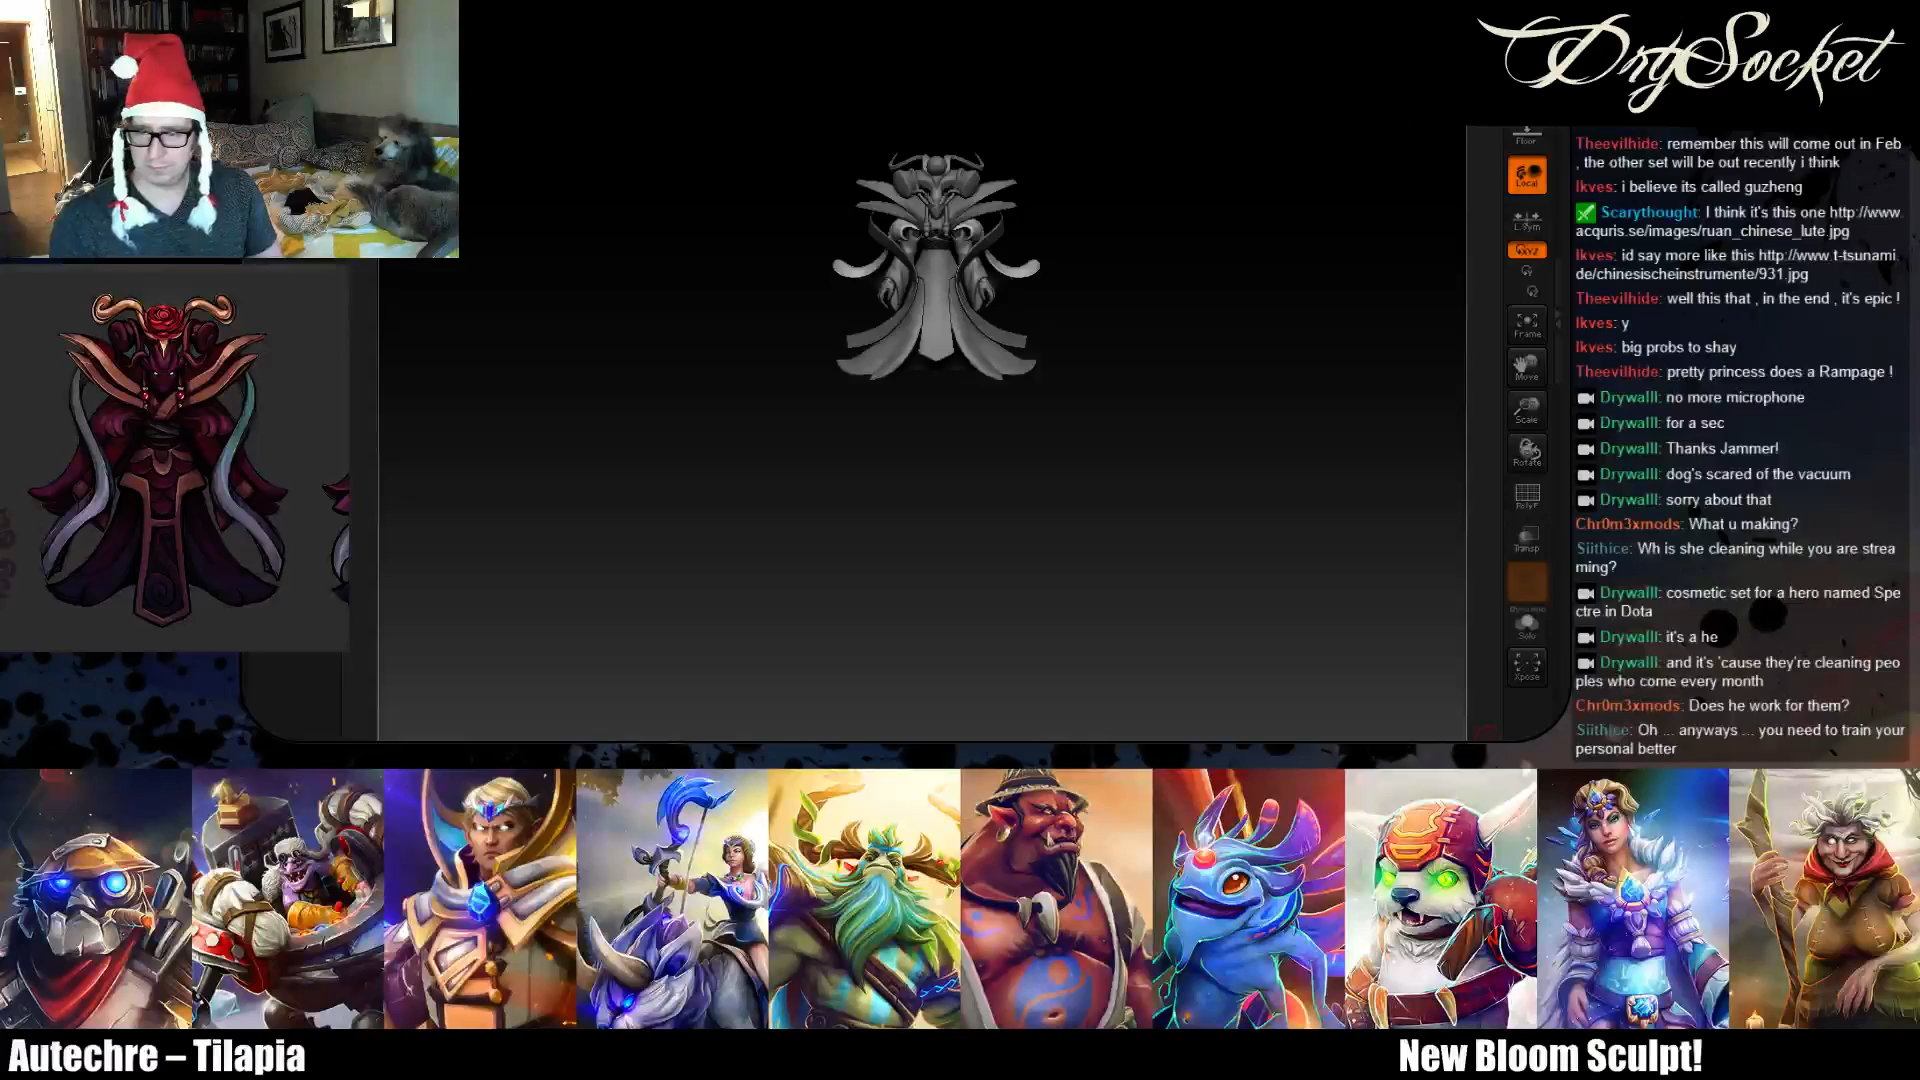 DrySocket
Floor
Local
L.Sym
XYZ
Frame
Move
Scale
Rotate
PolyF
Transp
Dynamic
Solo
Xpose
Theevilhide: remember this will come out in Feb
, the other set will be out recently i think
Ikves: i believe its called guzheng
Scarythought: I think it's this one http://www.
acquris.se/images/ruan_chinese_lute.jpg
Ikves: id say more like this http://www.t-tsunami.
de/chinesischeinstrumente/931.jpg
Theevilhide: well this that , in the end , it's epic !
Ikves: y
Ikves: big probs to shay
Theevilhide: pretty princess does a Rampage !
Drywalll: no more microphone
Drywalll: for a sec
Drywalll: Thanks Jammer!
Drywalll: dog's scared of the vacuum
Drywalll: sorry about that
Chr0m3xmods: What u making?
Siithice: Wh is she cleaning while you are strea
ming?
Drywalll: cosmetic set for a hero named Spe
ctre in Dota
Drywalll: it's a he
Drywalll: and it's 'cause they're cleaning peo
ples who come every month
Chr0m3xmods: Does he work for them?
Siithice: Oh ... anyways ... you need to train your
personal better
Autechre – Tilapia
New Bloom Sculpt!